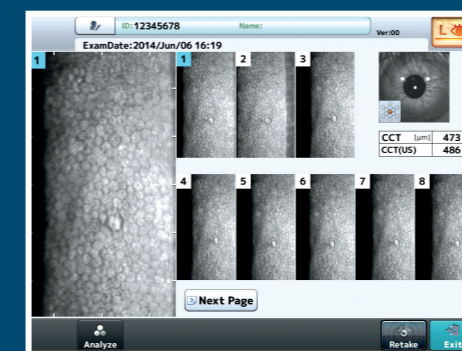 ID:12345678 Name: Ver:00 L
ExamDate:2014/Jun/06 16:19
1
1 2 3
CCT [μm] 473
CCT(US) 486
4 5 6 7 8
Next Page
Analyze Retake Exit